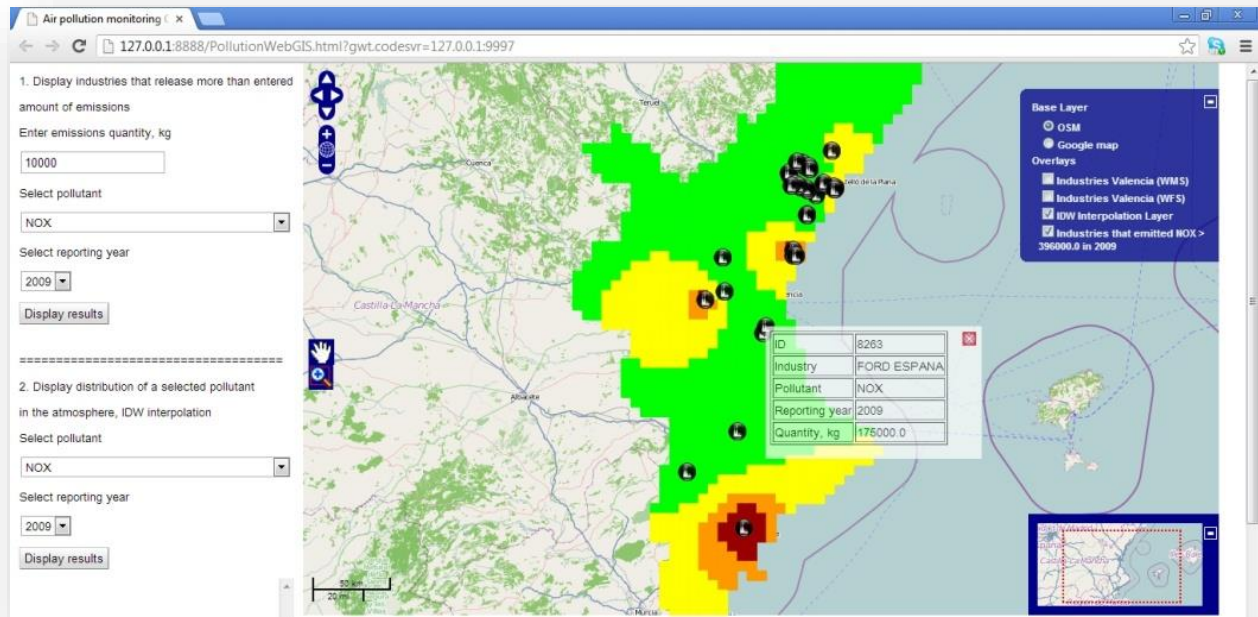 Air pollution monitoring
127.0.0.1:8888/PollutionWebGIS.html?gwt.codesvr=127.0.0.1:9997
1. Display industries that release more than entered
amount of emissions
Enter emissions quantity, kg
10000
Select pollutant
NOX
Select reporting year
2009
Display results
====================================
2. Display distribution of a selected pollutant
in the atmosphere, IDW interpolation
Select pollutant
NOX
Select reporting year
2009
Display results
Teruel
Cuenca
Castilla-La-Mancha
Albacete
Murcia
50 km
Base Layer
OSM
Google map
Overlays
Industries Valencia (WMS)
Industries Valencia (WFS)
IDW Interpolation Layer
Industries that emitted NOX >
396000.0 in 2009
ID 8263
Industry FORD ESPANA
Pollutant NOX
Reporting year 2009
Quantity, kg 175000.0
Castilla-La-Mancha